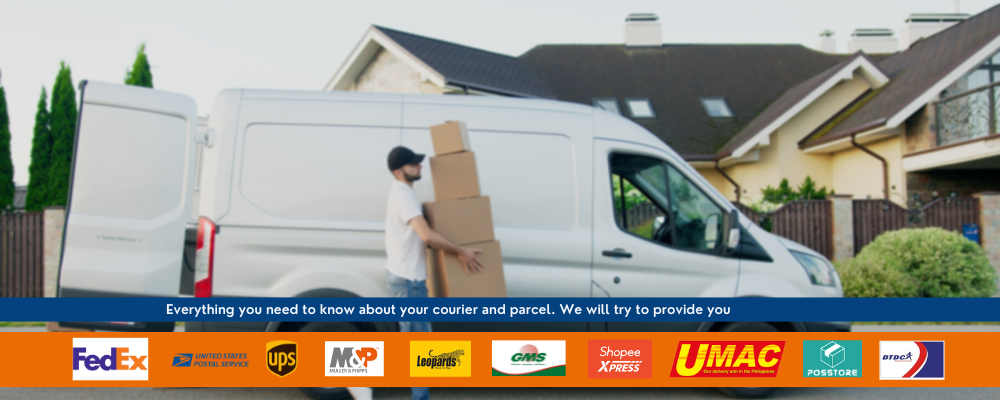 Everything you need to know about your courier and parcel. We will try to provide you
FedEx
UNITED STATES
POSTAL SERVICE
ups
M&P
MULLER & PHIPPS
Leopards
GMS
Shopee
XPRESS
UMAC
Our delivery arm in the Philippines
POSSTORE
DTDC